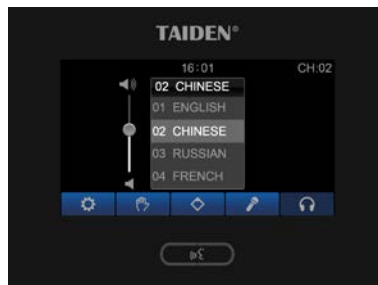 TAIDEN®
16:01
CH:02
02 CHINESE
01 ENGLISH
02 CHINESE
03 RUSSIAN
04 FRENCH